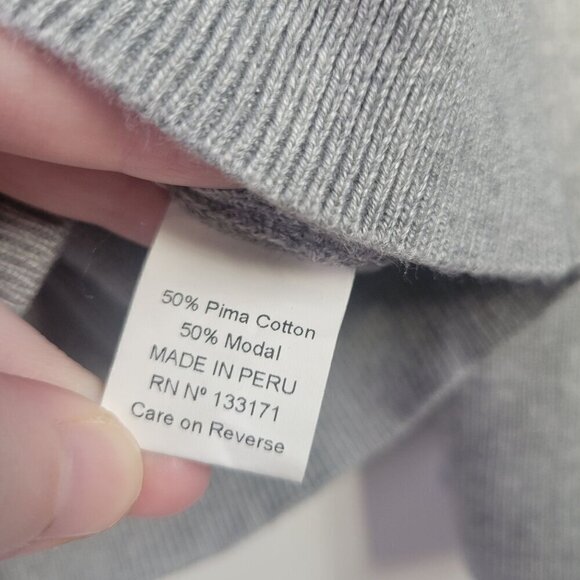 50% Pima Cotton
50% Modal
MADE IN PERU
RN Nº 133171
Care on Reverse